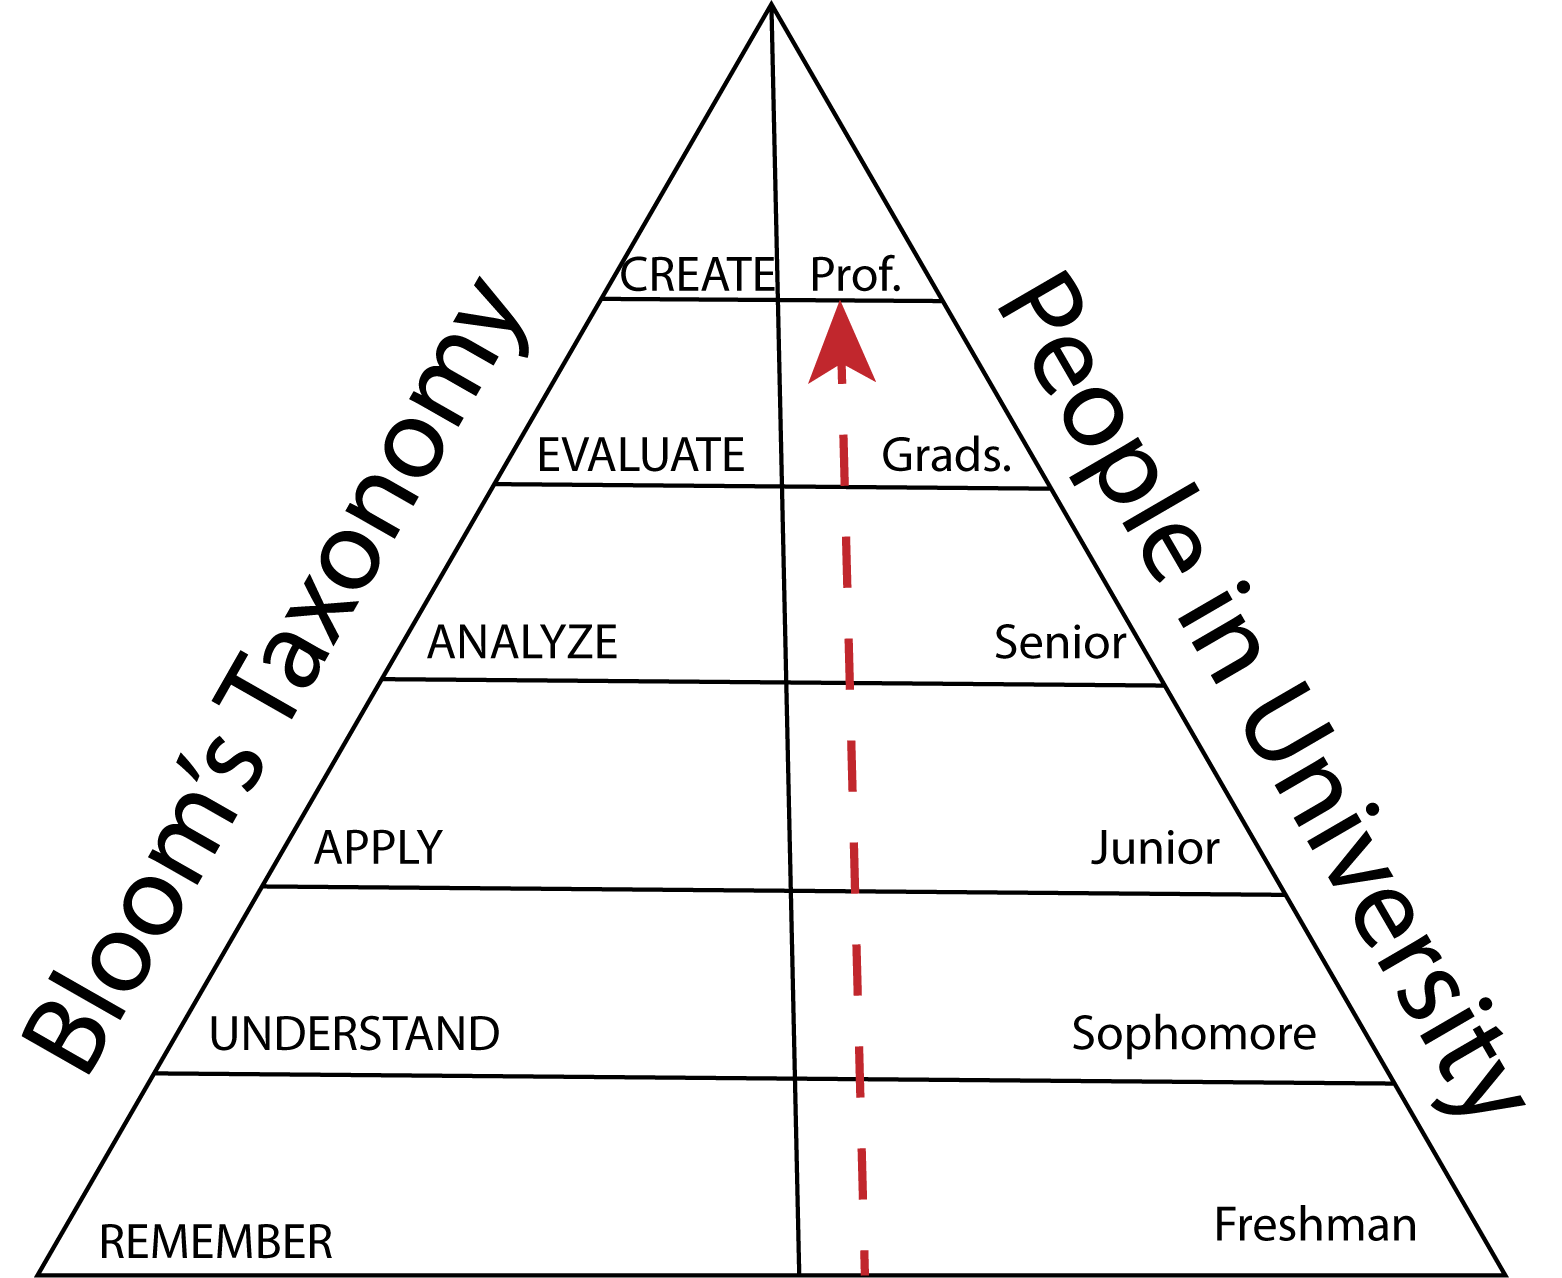 Bloom's Taxonomy
People in University
CREATE Prof.
EVALUATE Grads.
ANALYZE Senior
APPLY Junior
UNDERSTAND Sophomore
REMEMBER Freshman